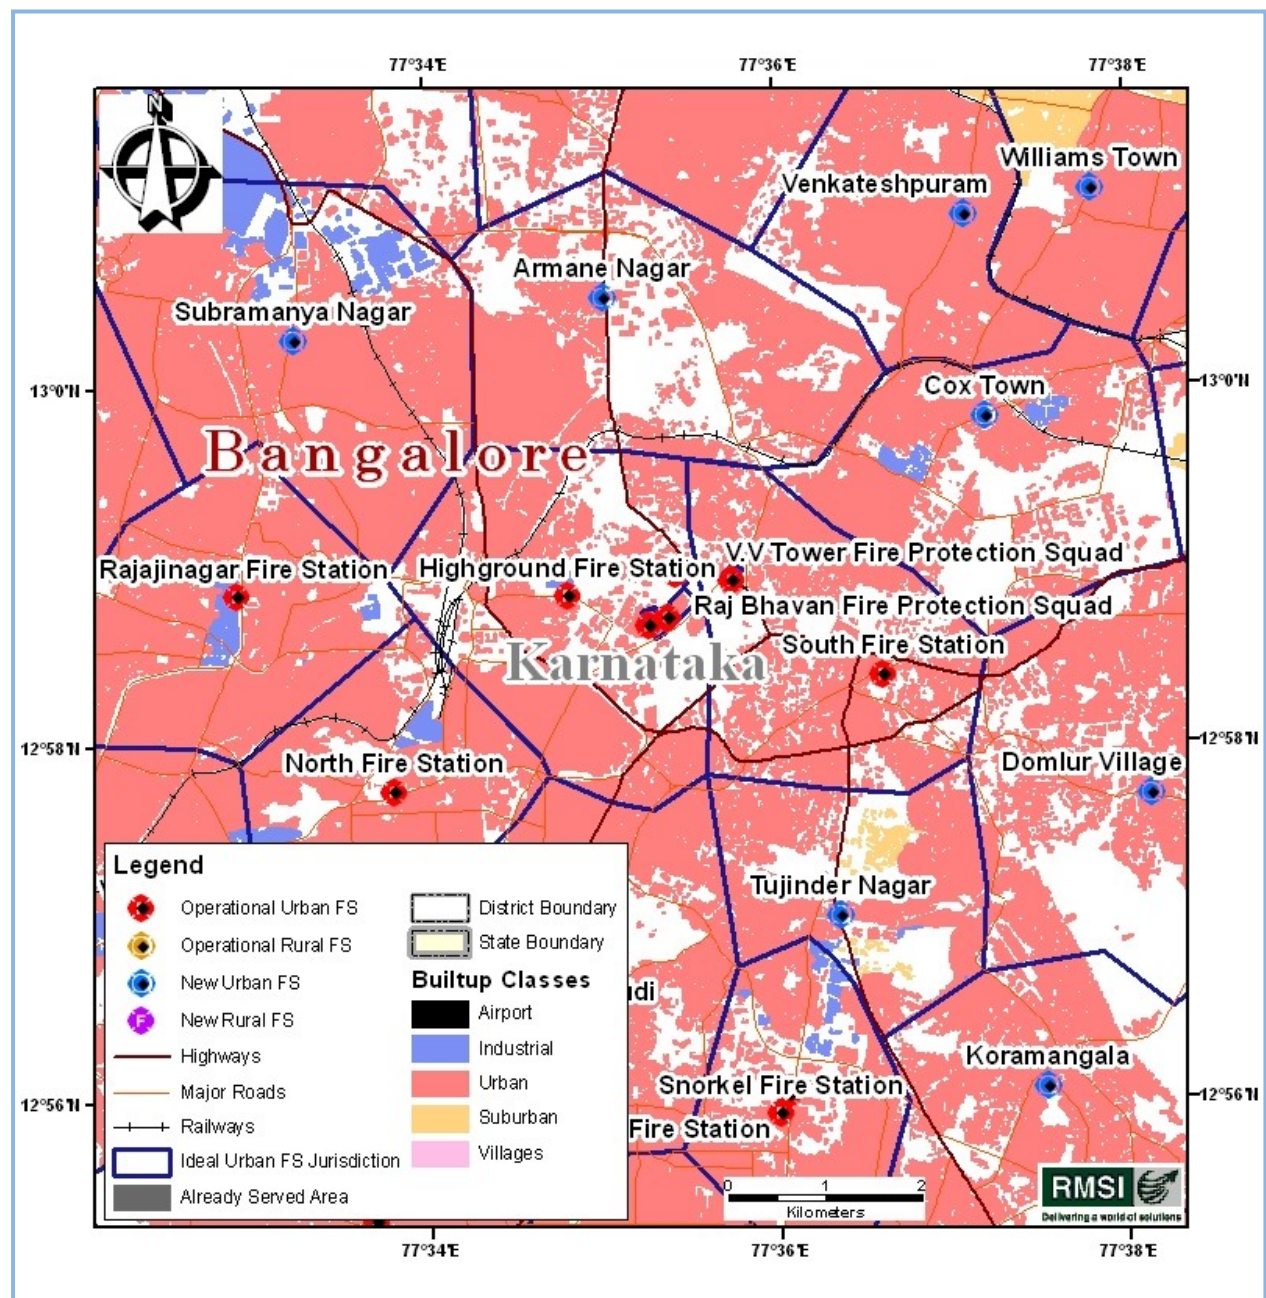 77°34'E 77°36'E 77°38'E
N
Williams Town
Venkateshpuram
Armane Nagar
Subramanya Nagar
13°0'N 13°0'N
Cox Town
Bangalore
V.V Tower Fire Protection Squad
Rajajinagar Fire Station Highground Fire Station
Raj Bhavan Fire Protection Squad
South Fire Station
Karnataka
12°58'N 12°58'N
North Fire Station Domlur Village
Legend
Tujinder Nagar
Operational Urban FS District Boundary
Operational Rural FS State Boundary
New Urban FS Builtup Classes
udi
F New Rural FS Airport
Highways Industrial
Koramangala
Major Roads Urban
Snorkel Fire Station
12°56'N 12°56'N
Railways Suburban
Fire Station
Ideal Urban FS Jurisdiction Villages
Already Served Area
0 1 2
Kilometers
RMSI
Delivering a world of solutions
77°34'E 77°36'E 77°38'E